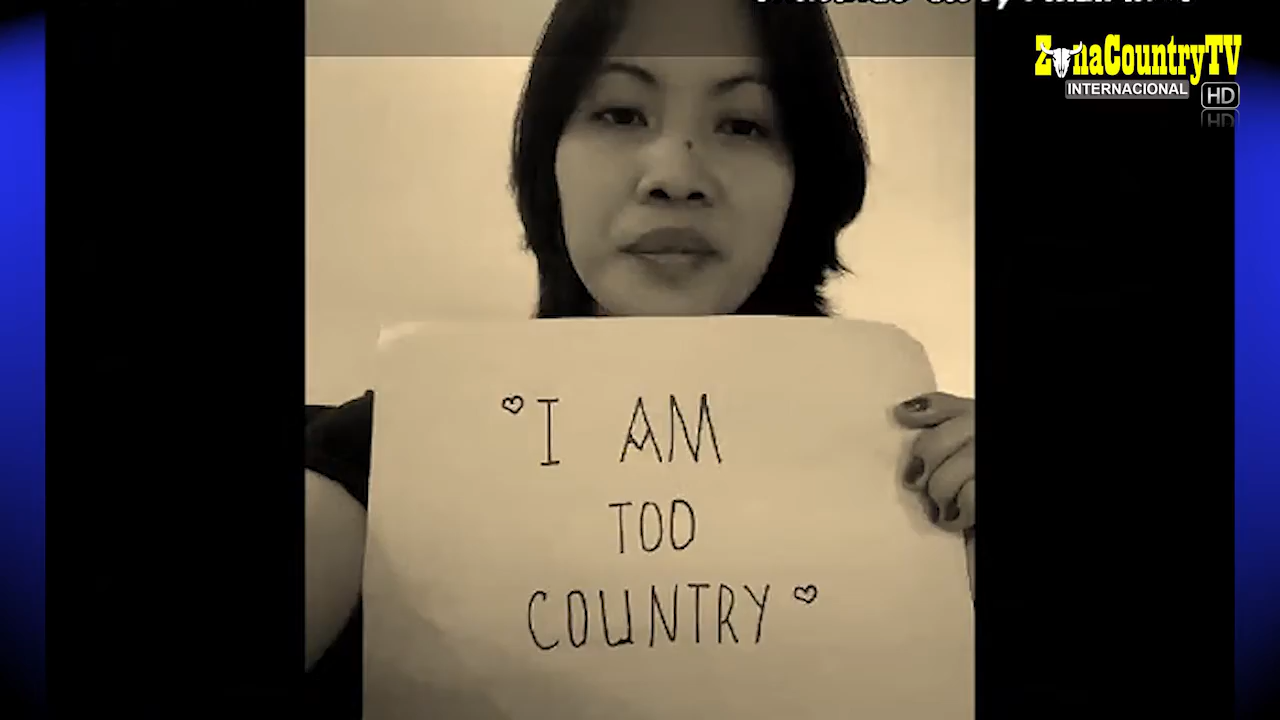 ZonaCountryTV
INTERNACIONAL
HD
♡I AM
TOO
COUNTRY♡